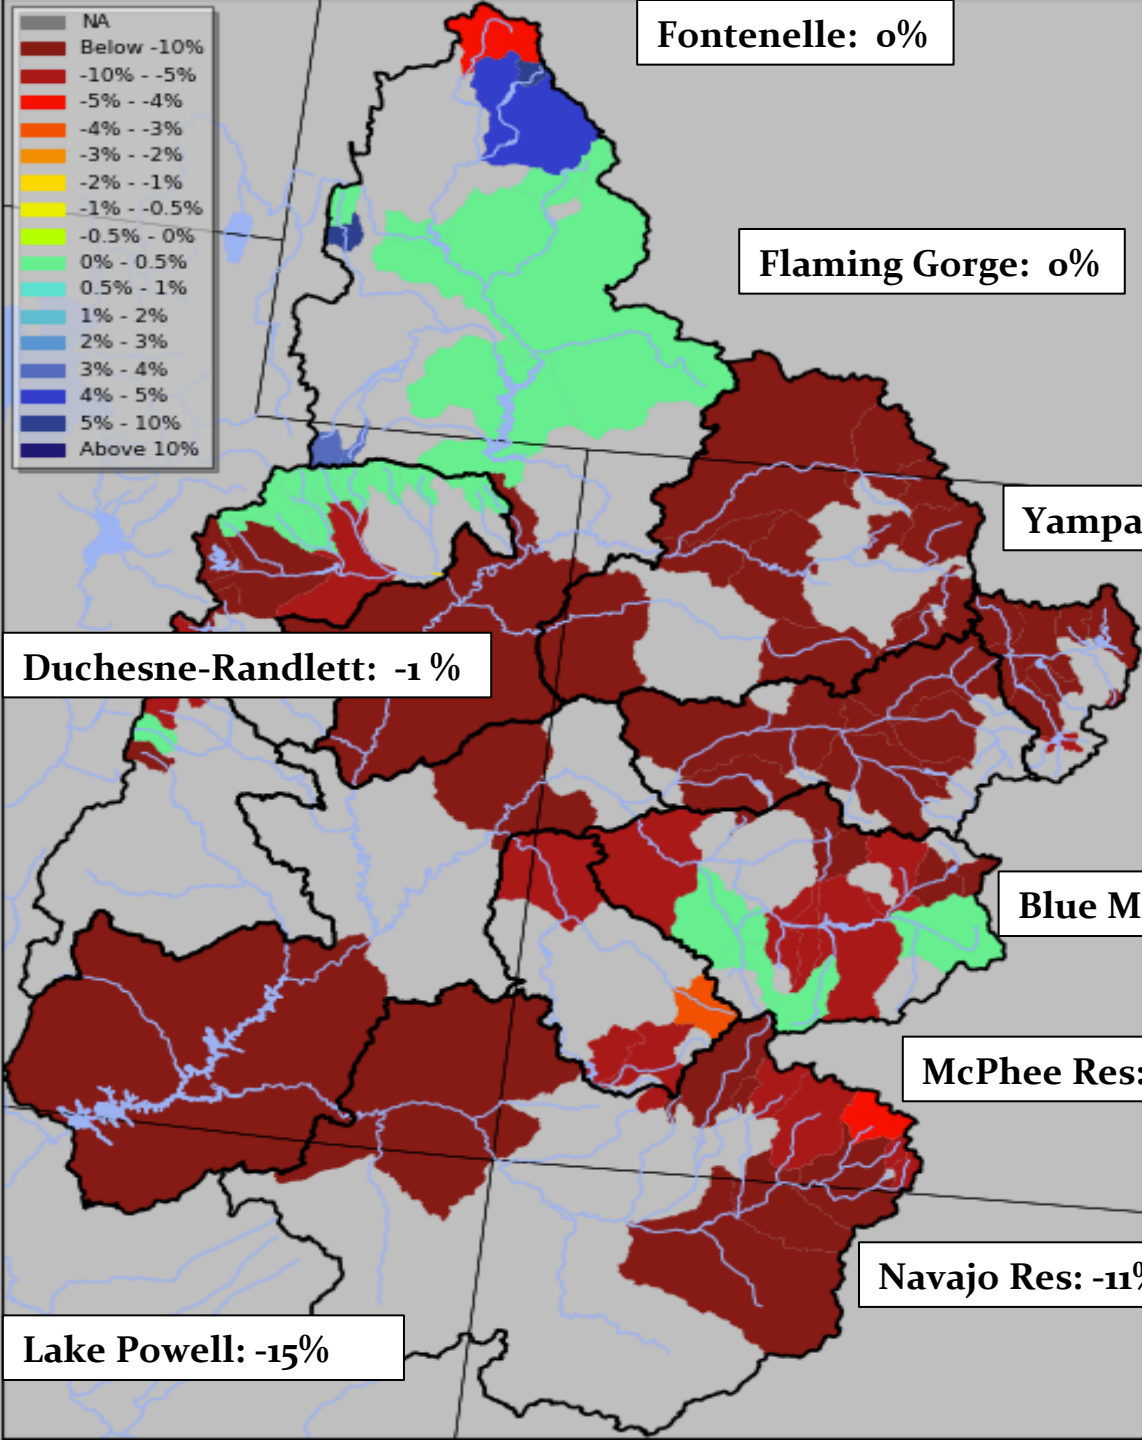 NA
Below -10%
-10% - -5%
-5% - -4%
-4% - -3%
-3% - -2%
-2% - -1%
-1% - -0.5%
-0.5% - 0%
0% - 0.5%
0.5% - 1%
1% - 2%
2% - 3%
3% - 4%
4% - 5%
5% - 10%
Above 10%
Fontenelle: 0%
Flaming Gorge: 0%
Yampa
Duchesne-Randlett: -1 %
Blue M
McPhee Res:
Navajo Res: -11%
Lake Powell: -15%